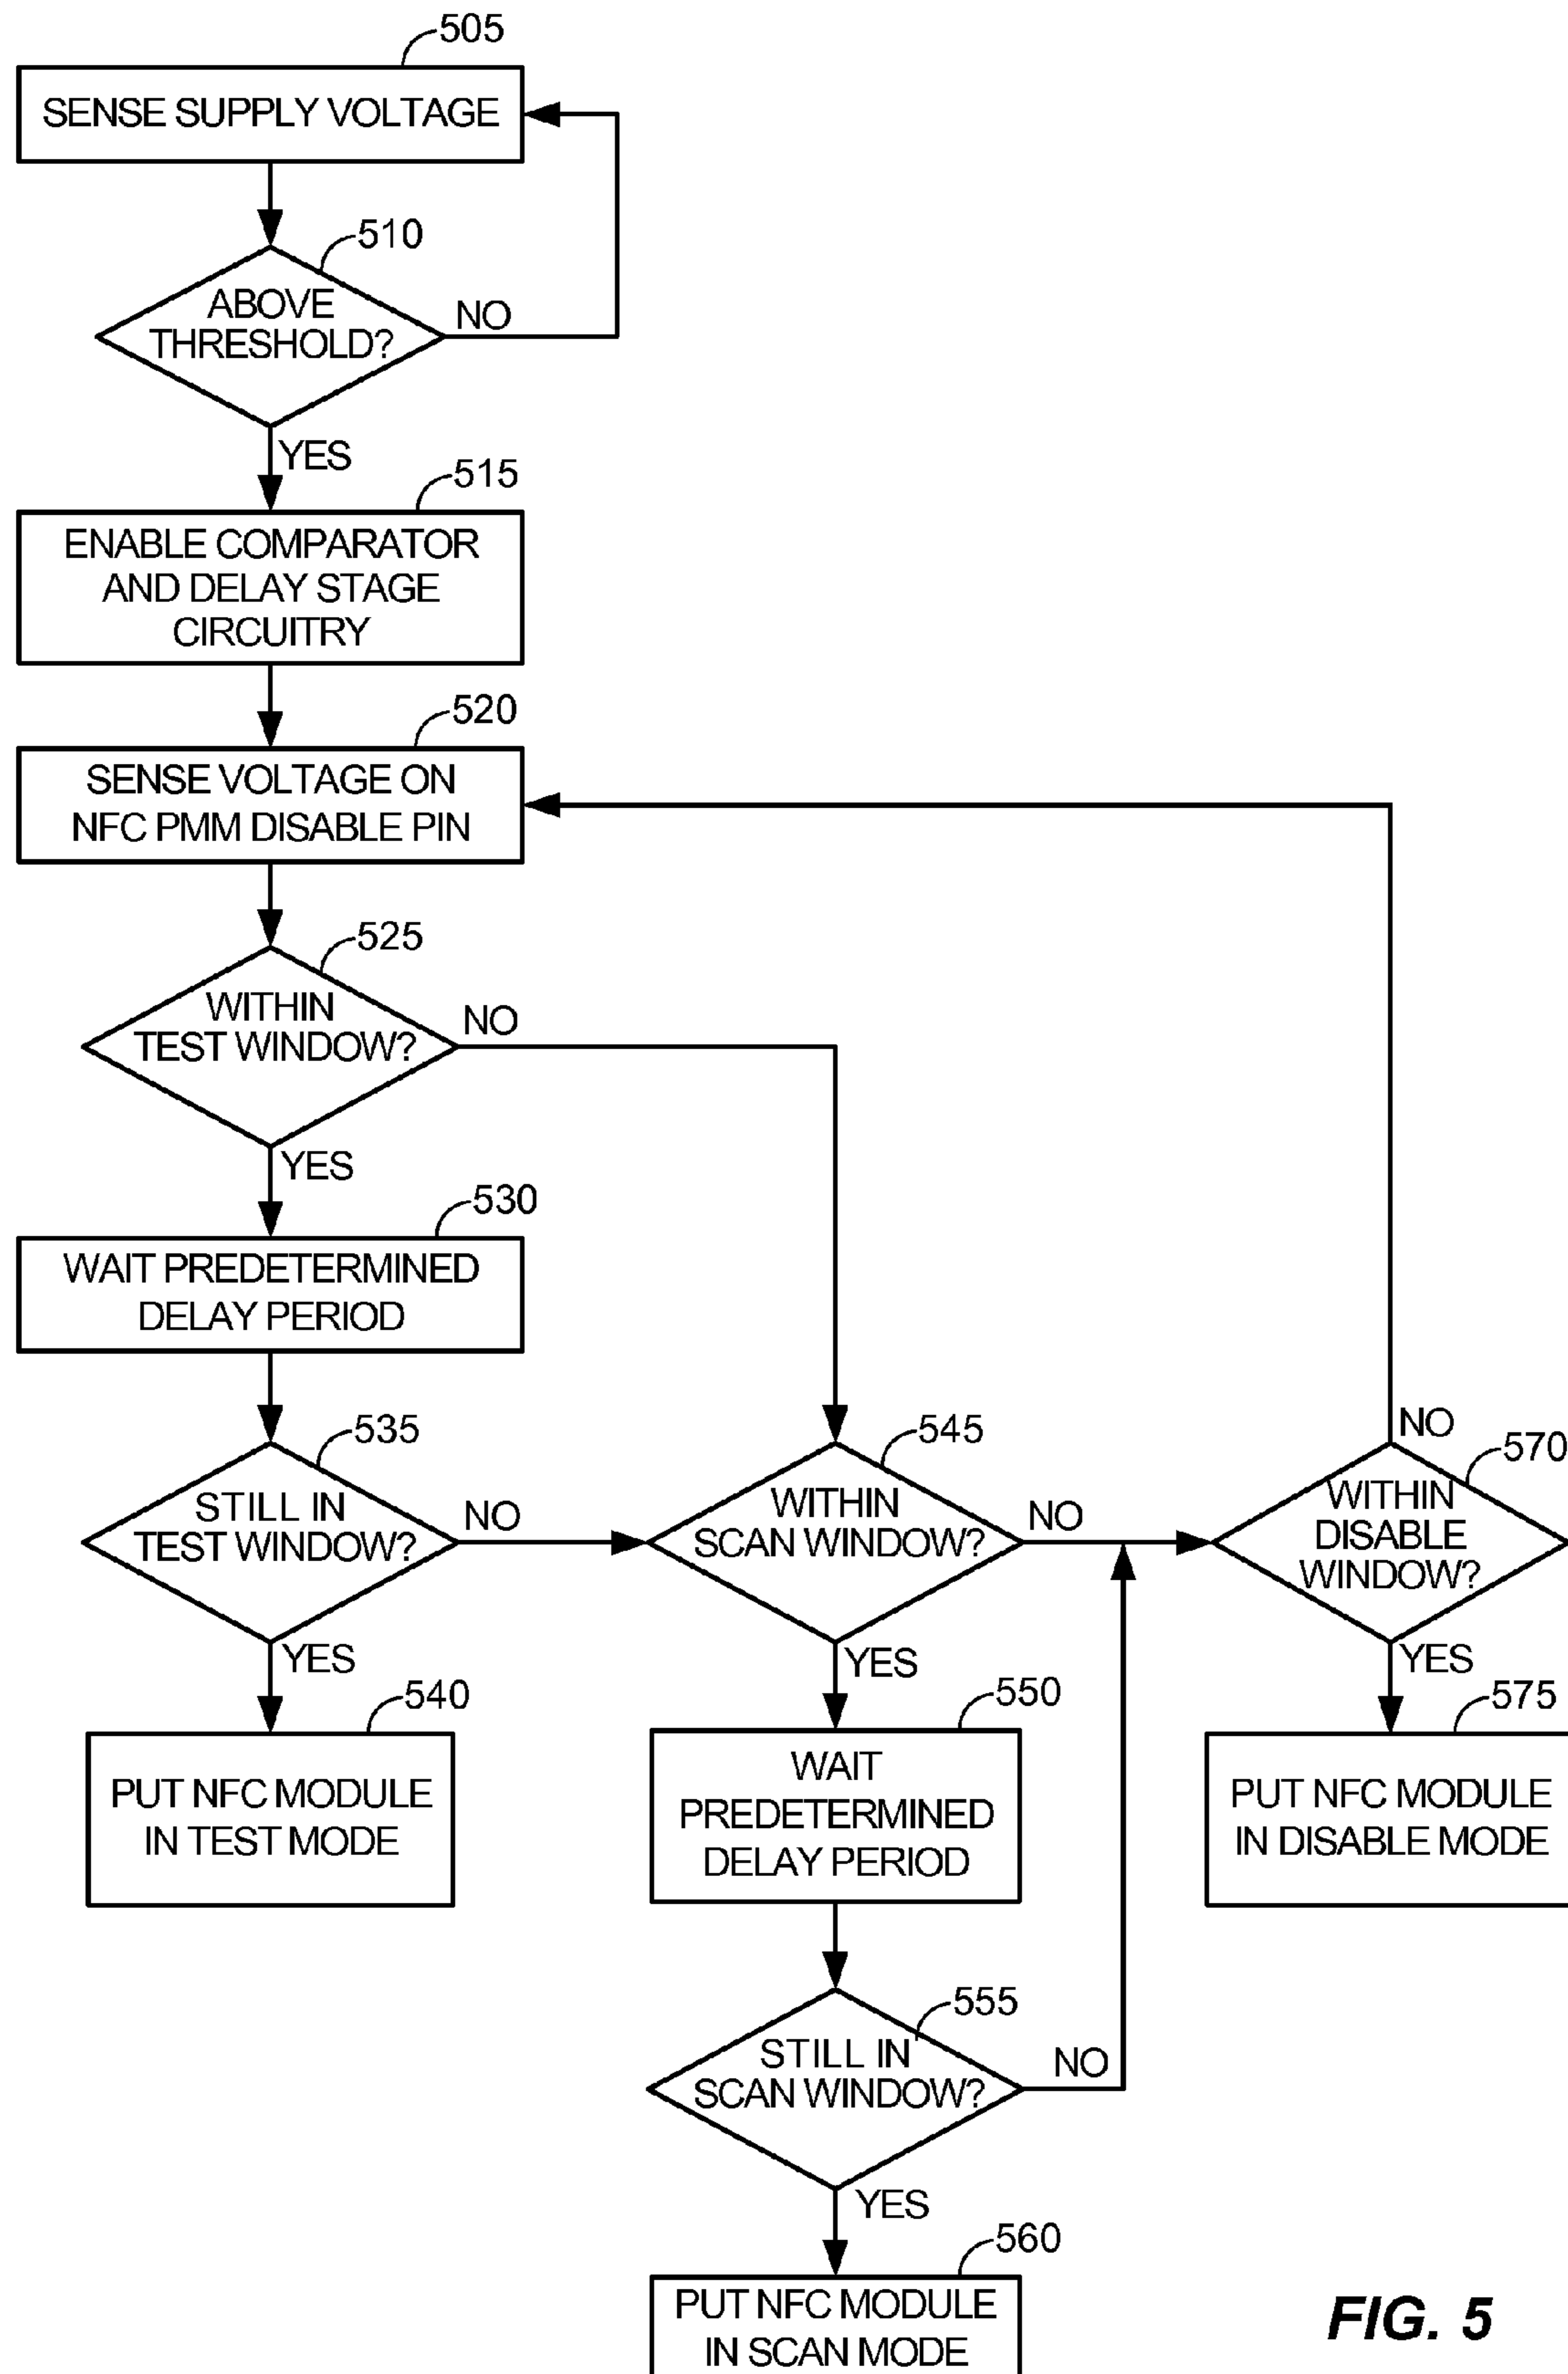 505
SENSE SUPPLY VOLTAGE
510
ABOVE
THRESHOLD?
NO
YES
515
ENABLE COMPARATOR
AND DELAY STAGE
CIRCUITRY
520
SENSE VOLTAGE ON
NFC PMM DISABLE PIN
525
WITHIN
TEST WINDOW?
NO
YES
530
WAIT PREDETERMINED
DELAY PERIOD
535
STILL IN
TEST WINDOW?
NO
YES
540
PUT NFC MODULE
IN TEST MODE
545
WITHIN
SCAN WINDOW?
NO
YES
550
WAIT
PREDETERMINED
DELAY PERIOD
555
STILL IN
SCAN WINDOW?
NO
YES
560
PUT NFC MODULE
IN SCAN MODE
570
WITHIN
DISABLE
WINDOW?
NO
YES
575
PUT NFC MODULE
IN DISABLE MODE
FIG. 5